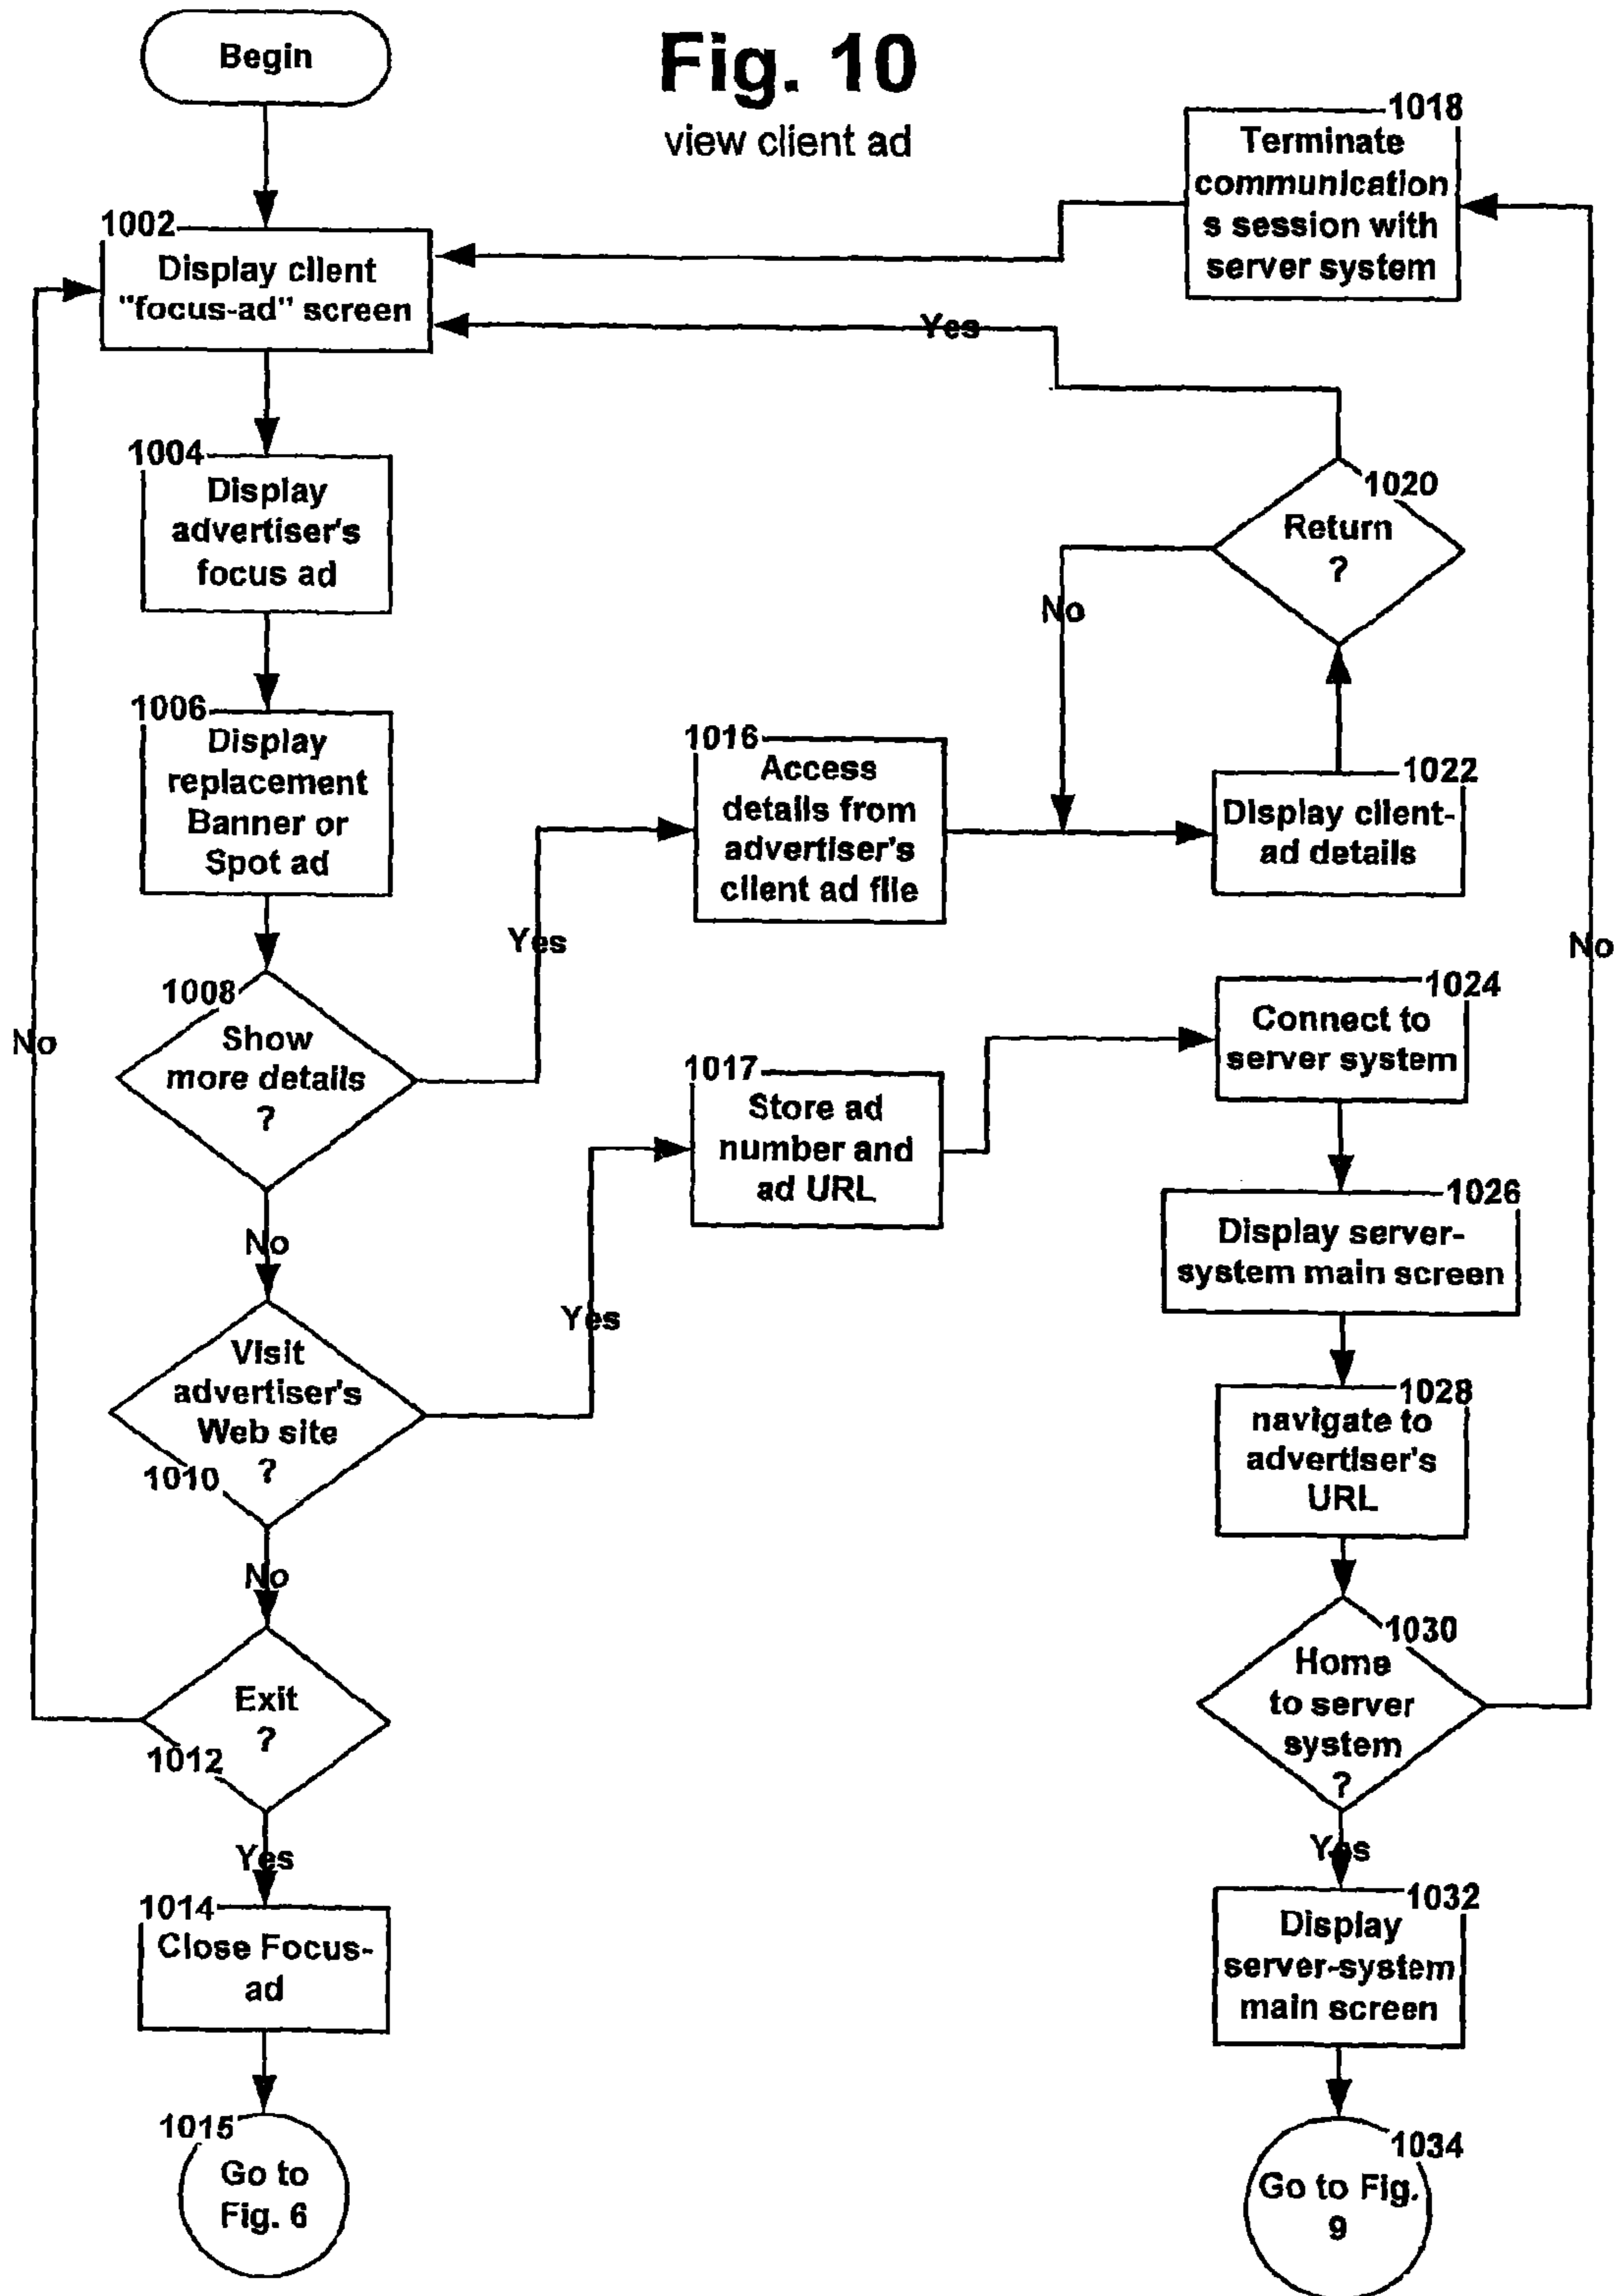 Begin
Fig. 10
view client ad
1018
Terminate
communication
s session with
server system
1002
Display client
"focus-ad" screen
Yes
1004
Display
advertiser's
focus ad
1020
Return
?
No
1006
Display
replacement
Banner or
Spot ad
1016
Access
details from
advertiser's
client ad file
1022
Display client-
ad details
Yes
No
1008
Show
more details
?
No
1024
Connect to
server system
1017
Store ad
number and
ad URL
No
1026
Display server-
system main screen
Yes
Visit
advertiser's
Web site
?
1010
1028
navigate to
advertiser's
URL
No
1030
Home
to server
system
?
Exit
?
1012
Yes
Yes
1014
Close Focus-
ad
1032
Display
server-system
main screen
1015
Go to
Fig. 6
1034
Go to Fig.
9